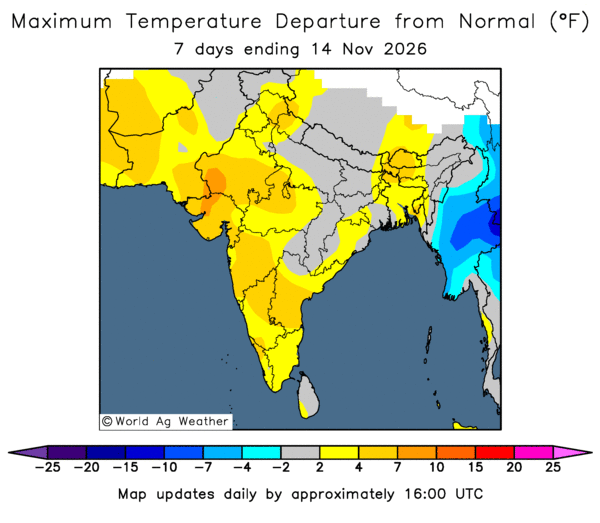 Maximum Temperature Departure from Normal (°F)
7 days ending 14 Nov 2026
©World Ag Weather
-25 -20 -15 -10 -7 -4 -2 2 4 7 10 15 20 25
Map updates daily by approximately 16:00 UTC